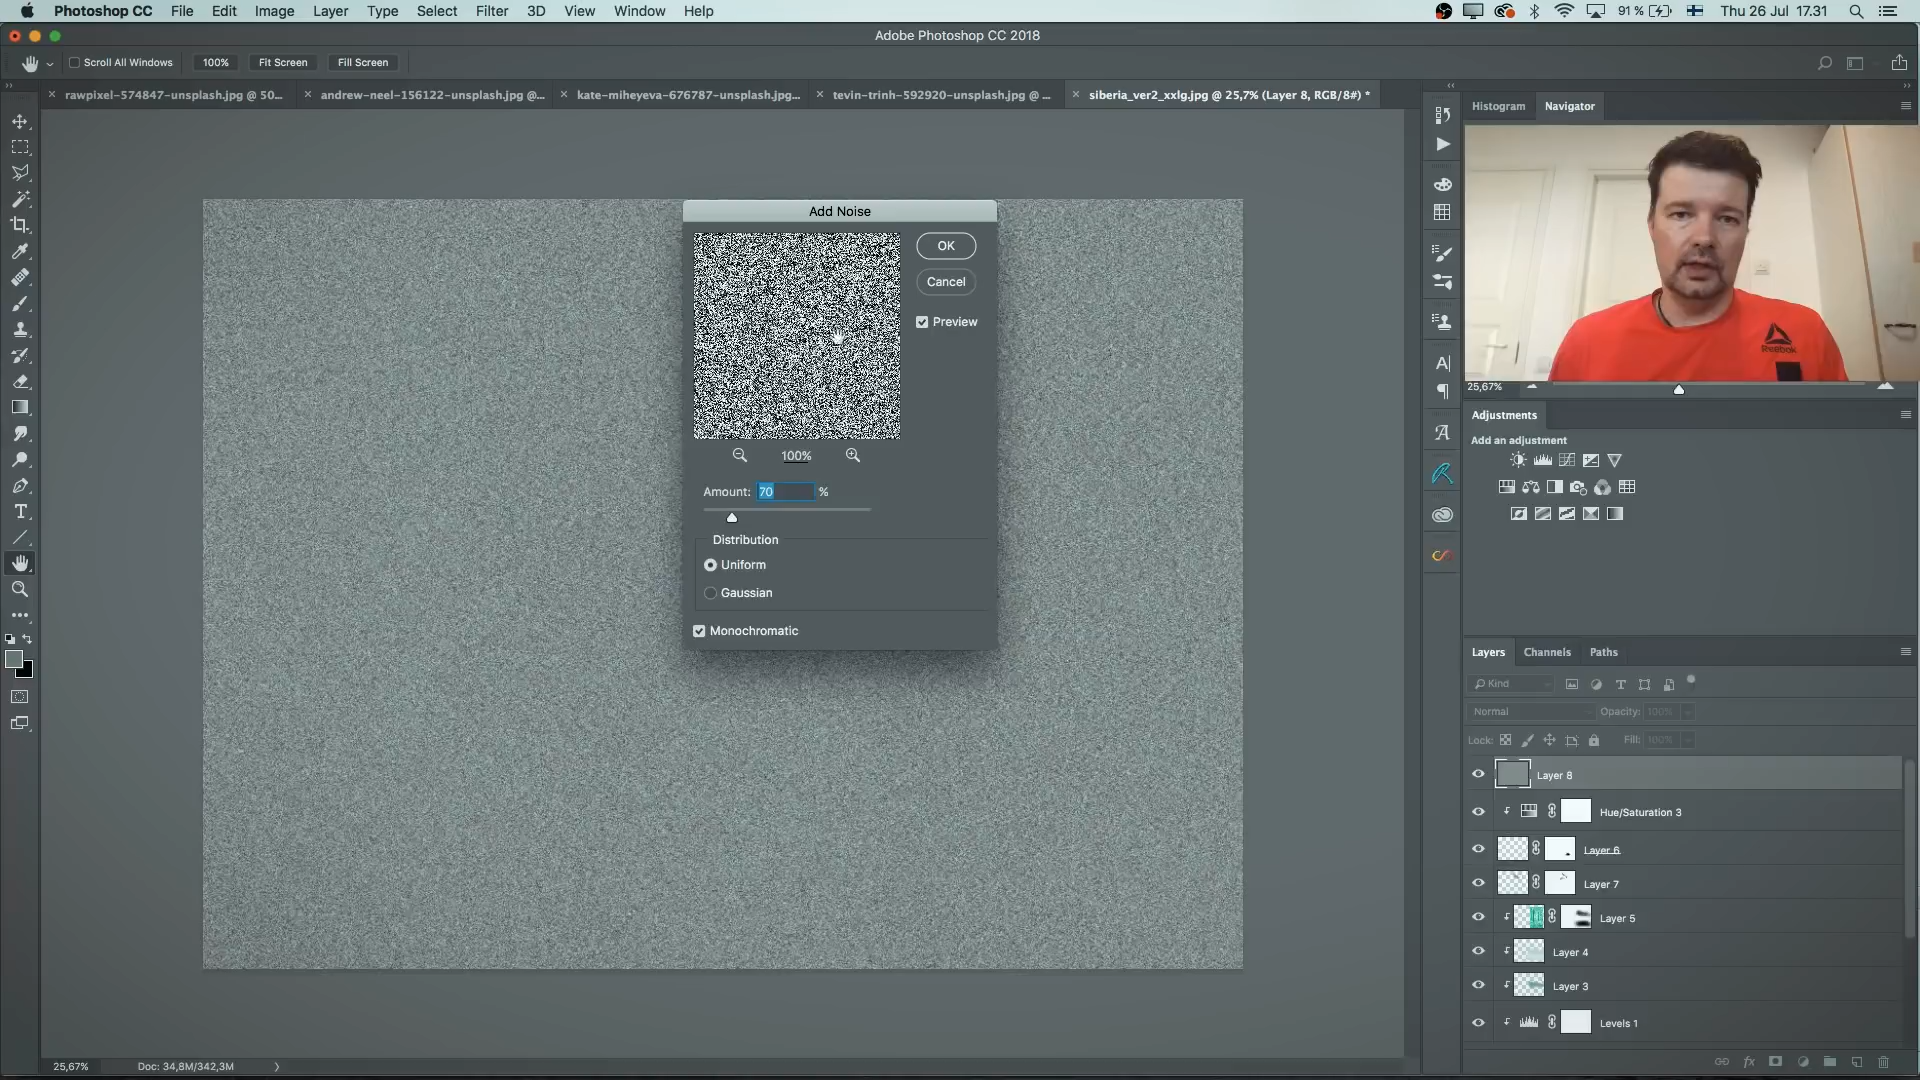 Photoshop CC File Edit Image Layer Type Select Filter 3D View Window Help 91 % Thu 26 Jul 17.31
Adobe Photoshop CC 2018
Scroll All Windows 100% Fit Screen Fill Screen
rawpixel-574847-unsplash.jpg @ 50... andrew-neel-156122-unsplash.jpg @... kate-miheyeva-676787-unsplash.jpg... tevin-trinh-592920-unsplash.jpg @ ... siberia_ver2_xxlg.jpg @ 25,7% (Layer 8, RGB/8#) *
Histogram Navigator
Add Noise
OK
Cancel
Preview
100%
Amount: 70 %
Distribution
Uniform
Gaussian
Monochromatic
Reebok
25,67%
Adjustments
Add an adjustment
Layers Channels Paths
Kind
Normal Opacity: 100%
Lock: Fill: 100%
Layer 8
Hue/Saturation 3
Layer 6
Layer 7
Layer 5
Layer 4
Layer 3
Levels 1
25,67% Doc: 34,8M/342,3M